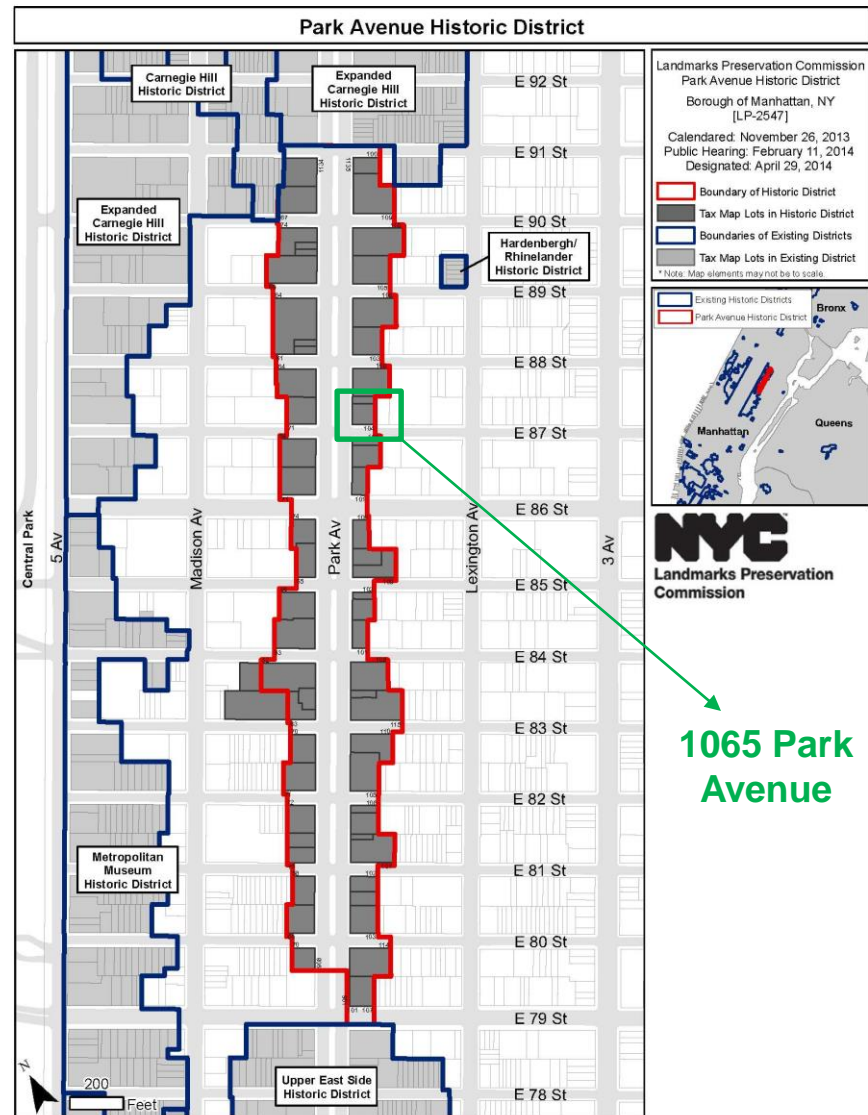 Park Avenue Historic District
Carnegie Hill
Historic District
Expanded
Carnegie Hill
Historic District
E 92 St
E 91 St
Expanded
Carnegie Hill
Historic District
E 90 St
Hardenbergh/
Rhinelander
Historic District
E 89 St
E 88 St
E 87 St
E 86 St
Central Park
5 Av
Madison Av
Park Av
Lexington Av
3 Av
E 85 St
E 84 St
E 83 St
E 82 St
Metropolitan
Museum
Historic District
E 81 St
E 80 St
E 79 St
Upper East Side
Historic District
E 78 St
N
200
Feet
Landmarks Preservation Commission
Park Avenue Historic District
Borough of Manhattan, NY
[LP-2547]
Calendared: November 26, 2013
Public Hearing: February 11, 2014
Designated: April 29, 2014
Boundary of Historic District
Tax Map Lots in Historic District
Boundaries of Existing Districts
Tax Map Lots in Existing District
* Note: Map elements may not be to scale.
Existing Historic Districts
Park Avenue Historic District
Bronx
Manhattan
Queens
NYC
Landmarks Preservation
Commission
1065 Park
Avenue